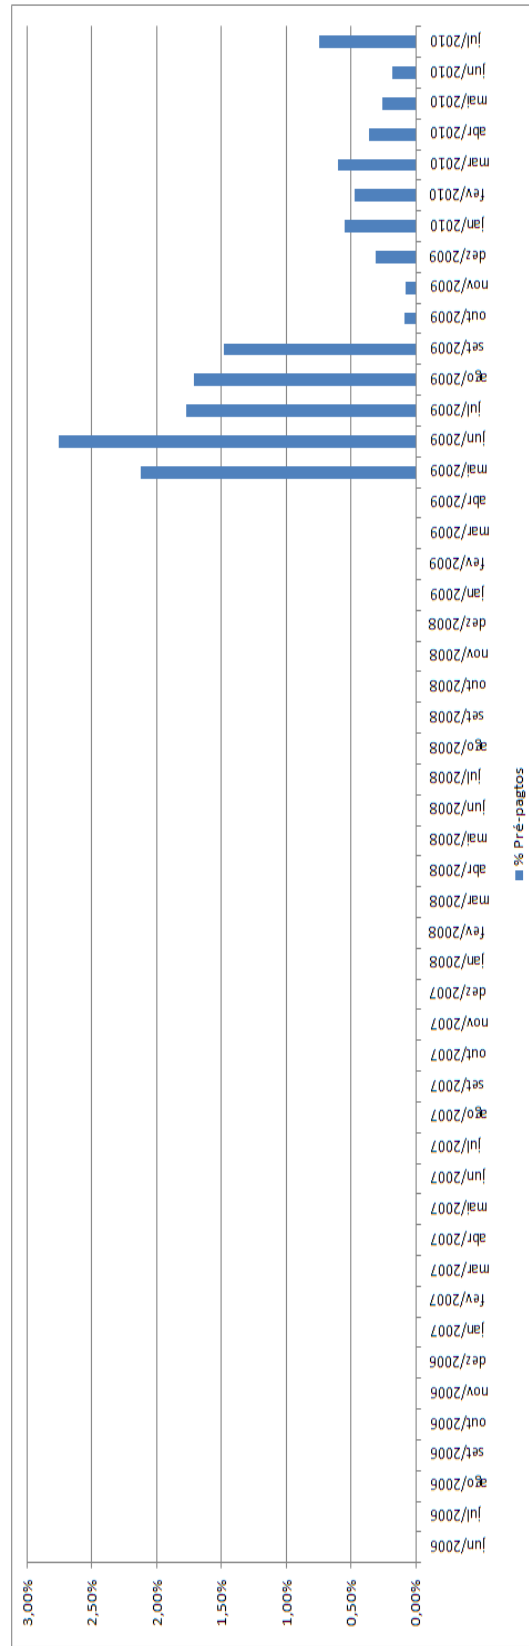 3,00%
2,50%
2,00%
1,50%
1,00%
0,50%
0,00%
jun/2006
jul/2006
ago/2006
set/2006
out/2006
nov/2006
dez/2006
jan/2007
fev/2007
mar/2007
abr/2007
mai/2007
jun/2007
jul/2007
ago/2007
set/2007
out/2007
nov/2007
dez/2007
jan/2008
fev/2008
mar/2008
abr/2008
mai/2008
jun/2008
jul/2008
ago/2008
set/2008
out/2008
nov/2008
dez/2008
jan/2009
fev/2009
mar/2009
abr/2009
mai/2009
jun/2009
jul/2009
ago/2009
set/2009
out/2009
nov/2009
dez/2009
jan/2010
fev/2010
mar/2010
abr/2010
mai/2010
jun/2010
jul/2010
% Pré-pagtos